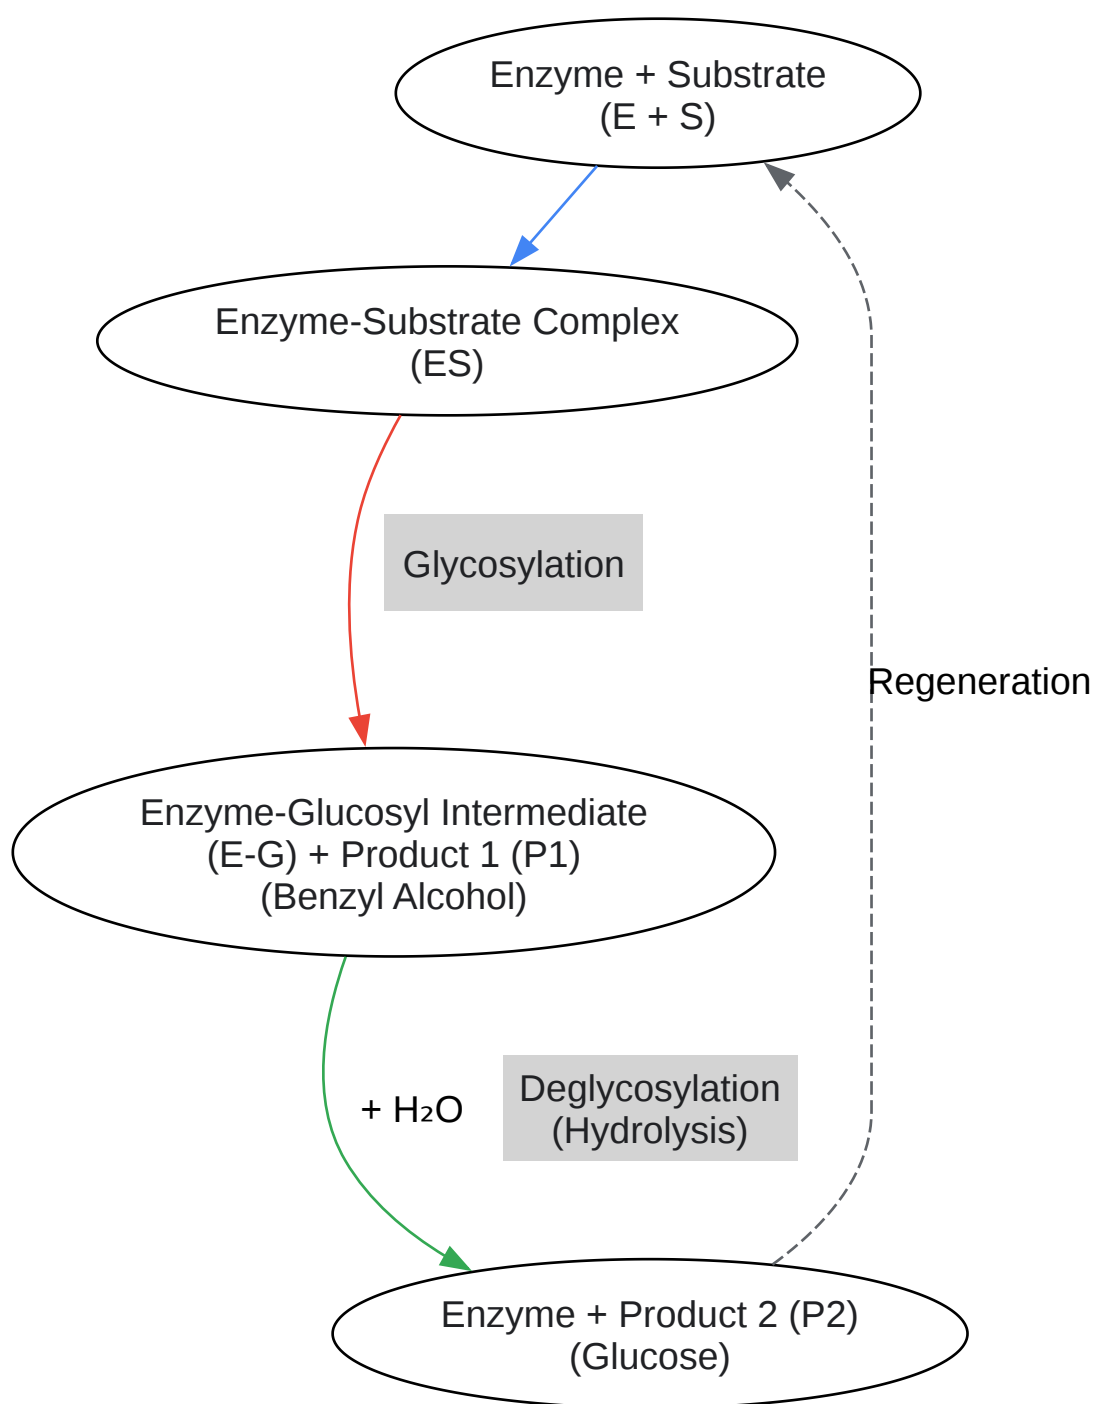 Enzyme + Substrate
(E + S)
Enzyme-Substrate Complex
(ES)
Glycosylation
Regeneration
Enzyme-Glucosyl Intermediate
(E-G) + Product 1 (P1)
(Benzyl Alcohol)
+ H₂O
Deglycosylation
(Hydrolysis)
Enzyme + Product 2 (P2)
(Glucose)